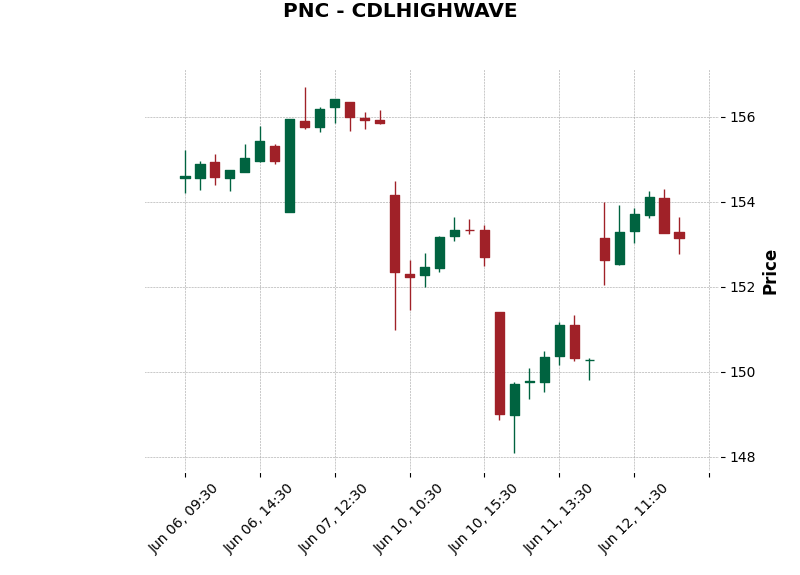 PNC - CDLHIGHWAVE
156
154
152
150
148
Price
Jun 06, 09:30
Jun 06, 14:30
Jun 07, 12:30
Jun 10, 10:30
Jun 10, 15:30
Jun 11, 13:30
Jun 12, 11:30